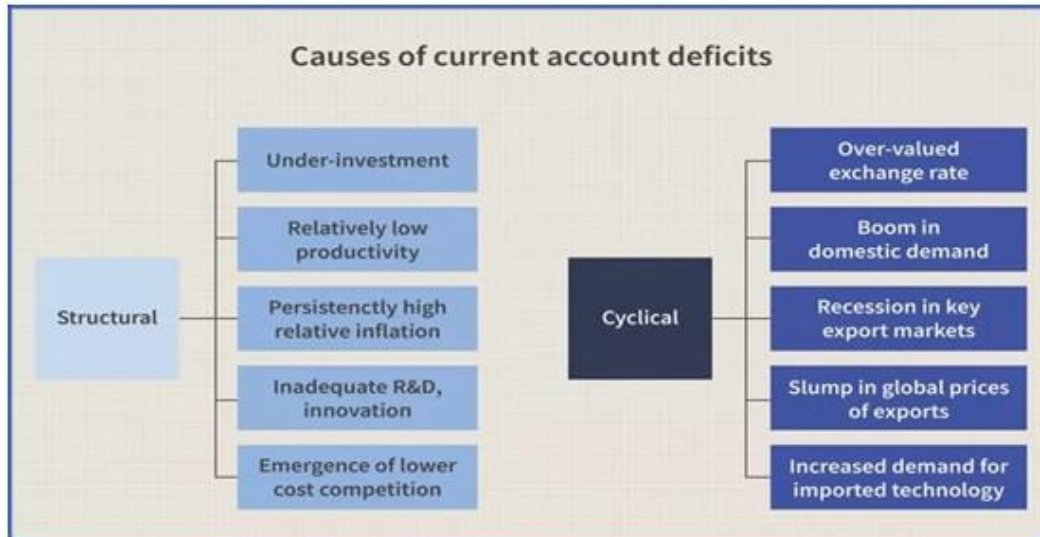 Causes of current account deficits
Structural
Under-investment
Relatively low
productivity
Persistenctly high
relative inflation
Inadequate R&D,
innovation
Emergence of lower
cost competition
Cyclical
Over-valued
exchange rate
Boom in
domestic demand
Recession in key
export markets
Slump in global prices
of exports
Increased demand for
imported technology